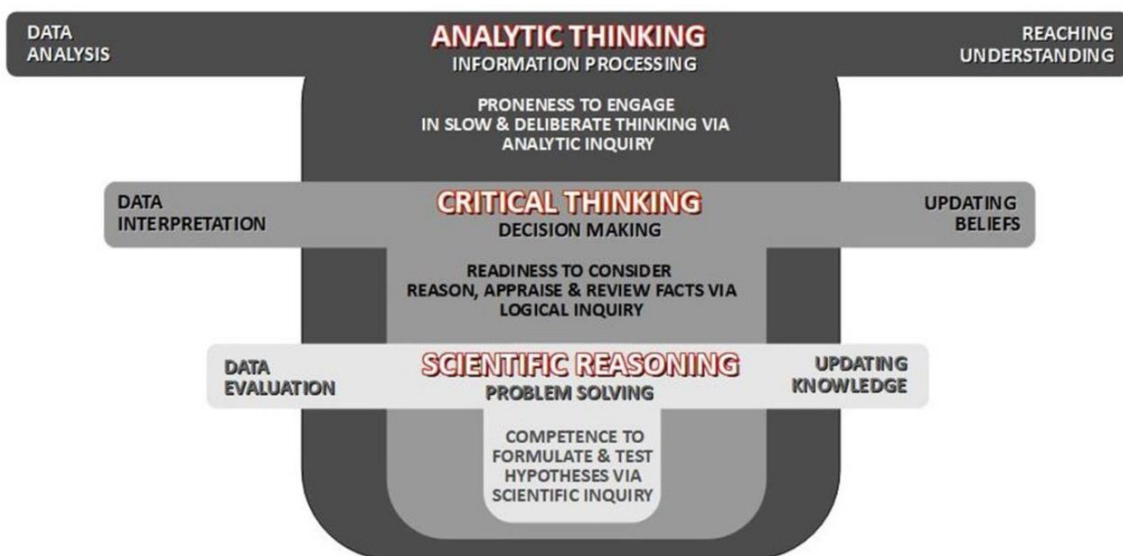 DATA
ANALYSIS
ANALYTIC THINKING
INFORMATION PROCESSING
REACHING
UNDERSTANDING
PRONENESS TO ENGAGE
IN SLOW & DELIBERATE THINKING VIA
ANALYTIC INQUIRY
DATA
INTERPRETATION
CRITICAL THINKING
DECISION MAKING
UPDATING
BELIEFS
READINESS TO CONSIDER
REASON, APPRAISE & REVIEW FACTS VIA
LOGICAL INQUIRY
DATA
EVALUATION
SCIENTIFIC REASONING
PROBLEM SOLVING
UPDATING
KNOWLEDGE
COMPETENCE TO
FORMULATE & TEST
HYPOTHESES VIA
SCIENTIFIC INQUIRY